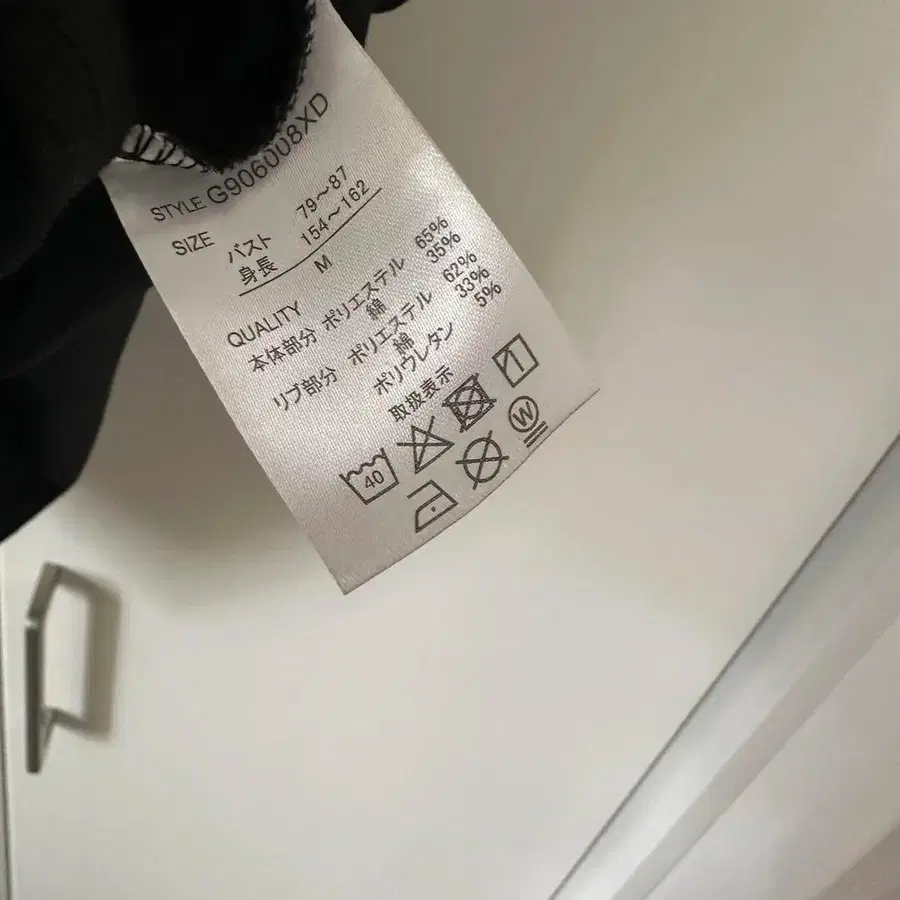 STYLE G906008XD
SIZE バスト 79～87
身長 154～162
M
QUALITY
本体部分 ポリエステル 65%
綿 35%
リブ部分 ポリエステル 62%
綿 33%
ポリウレタン 5%
取扱表示
40
W